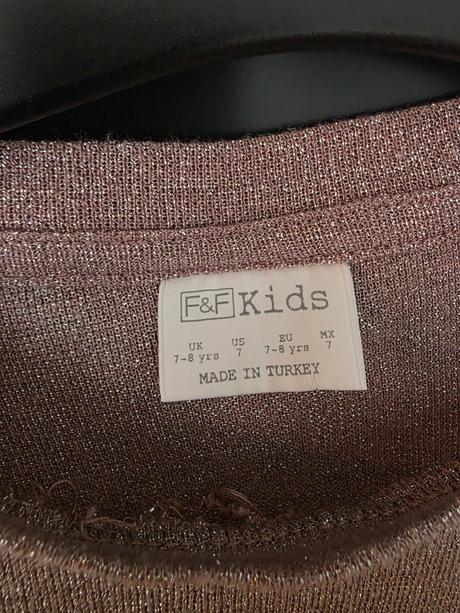 F&F Kids
UK US EU MX
7-8 yrs 7 7-8 yrs 7
MADE IN TURKEY